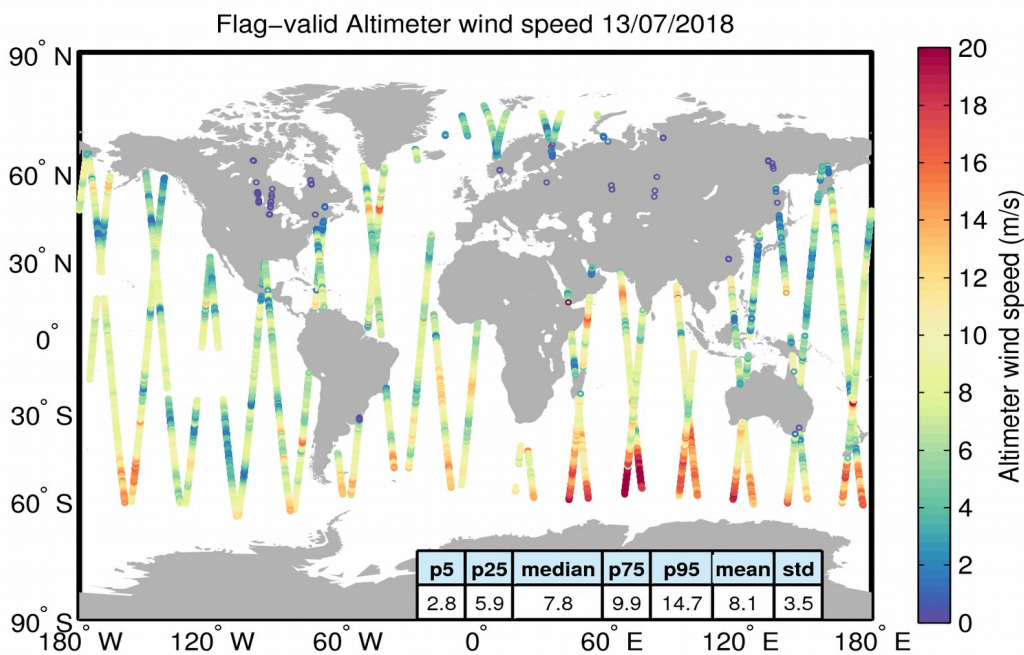 Flag−valid Altimeter wind speed 13/07/2018
90° N
60° N
30° N
0°
30° S
60° S
90° S
180° W
120° W
60° W
0°
60° E
120° E
180° E
p5 p25 median p75 p95 mean std
2.8 5.9 7.8 9.9 14.7 8.1 3.5
20
18
16
14
12
10
8
6
4
2
0
Altimeter wind speed (m/s)